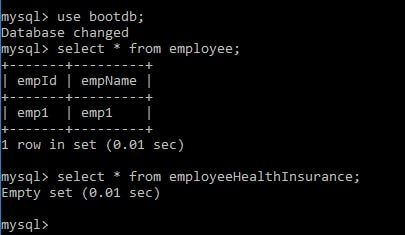 mysql> use bootdb;
Database changed
mysql> select * from employee;
+-------+---------+
| empId | empName |
+-------+---------+
| emp1  | emp1    |
+-------+---------+
1 row in set (0.01 sec)

mysql> select * from employeeHealthInsurance;
Empty set (0.01 sec)

mysql>